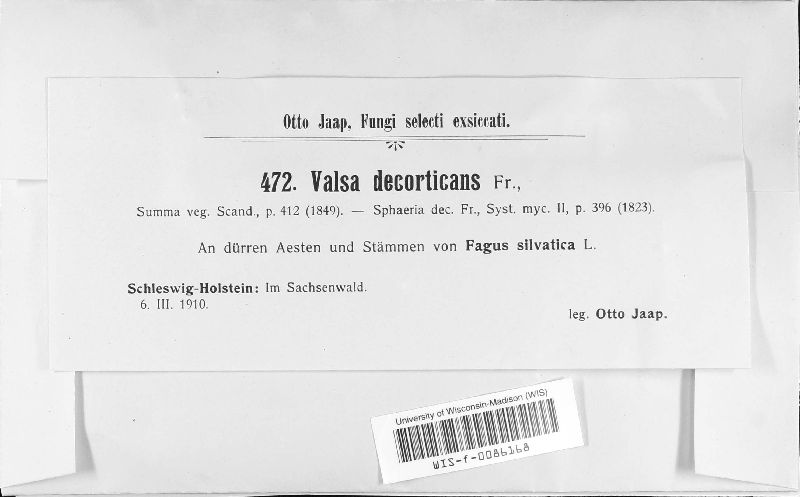 Otto Jaap, Fungi selecti exsiccati.
472. Valsa decorticans Fr.,
Summa veg. Scand., p. 412 (1849). — Sphaeria dec. Fr., Syst. myc. II, p. 396 (1823).
An dürren Aesten und Stämmen von Fagus silvatica L.
Schleswig-Holstein: Im Sachsenwald.
6. III. 1910.
leg. Otto Jaap.
University of Wisconsin-Madison (WIS)
WIS-f-0086168